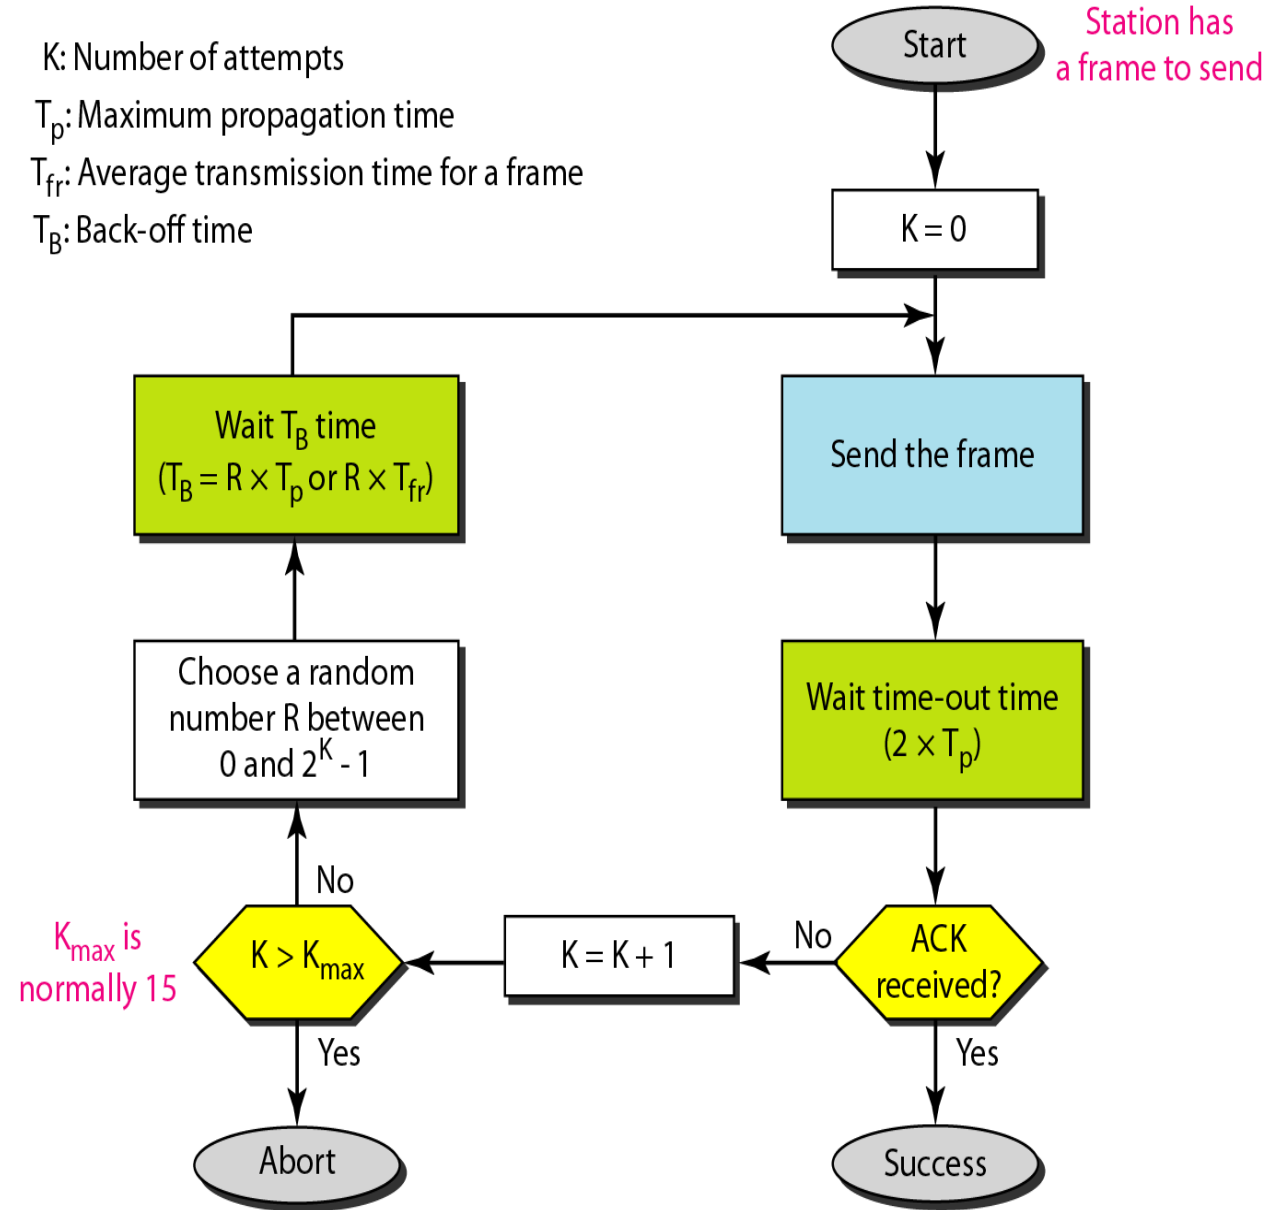 K: Number of attempts
Tp: Maximum propagation time
Tfr: Average transmission time for a frame
TB: Back-off time
Start
Station has
a frame to send
K = 0
Wait TB time
(TB = R × Tp or R × Tfr)
Send the frame
Choose a random
number R between
0 and 2^K - 1
Wait time-out time
(2 × Tp)
No
Kmax is
normally 15
K > Kmax
K = K + 1
No
ACK
received?
Yes
Yes
Abort
Success